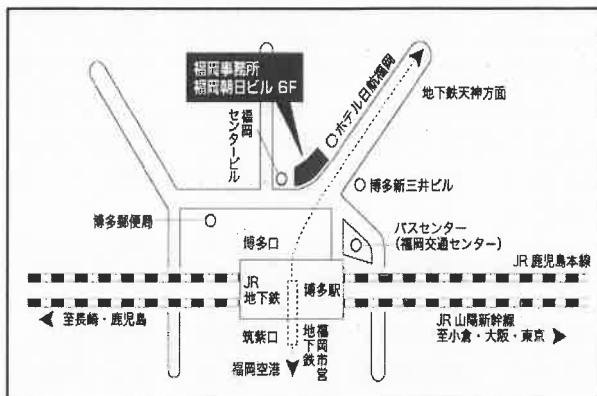 福岡事務所
福岡朝日ビル 6F
ホテル日航福岡
地下鉄天神方面
福岡
センタービル
博多新三井ビル
博多郵便局
バスセンター
(福岡交通センター)
博多口
JR 鹿児島本線
JR
地下鉄
博多駅
至長崎・鹿児島
JR 山陽新幹線
至小倉・大阪・東京
筑紫口
福岡市営
地下鉄
福岡空港